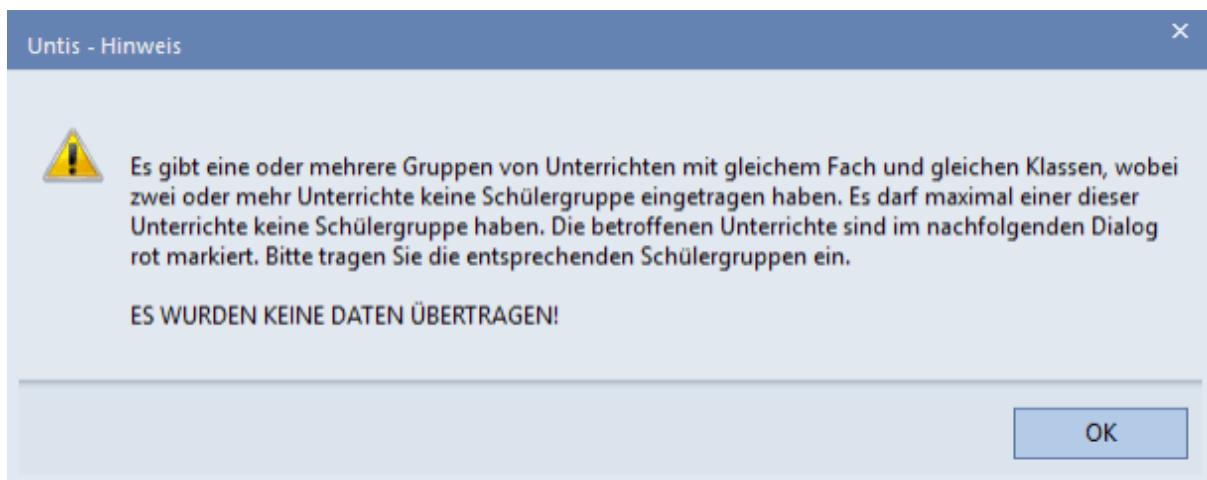 Untis - Hinweis
Es gibt eine oder mehrere Gruppen von Unterrichten mit gleichem Fach und gleichen Klassen, wobei
zwei oder mehr Unterrichte keine Schülergruppe eingetragen haben. Es darf maximal einer dieser
Unterrichte keine Schülergruppe haben. Die betroffenen Unterrichte sind im nachfolgenden Dialog
rot markiert. Bitte tragen Sie die entsprechenden Schülergruppen ein.
ES WURDEN KEINE DATEN ÜBERTRAGEN!
OK